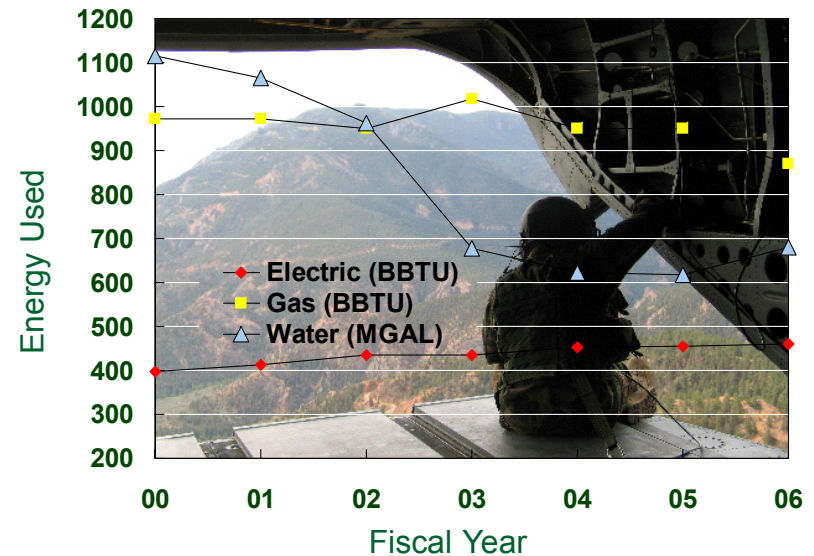 1200
1100
1000
900
800
700
600
500
400
300
200
Energy Used
Electric (BBTU)
Gas (BBTU)
Water (MGAL)
00 01 02 03 04 05 06
Fiscal Year